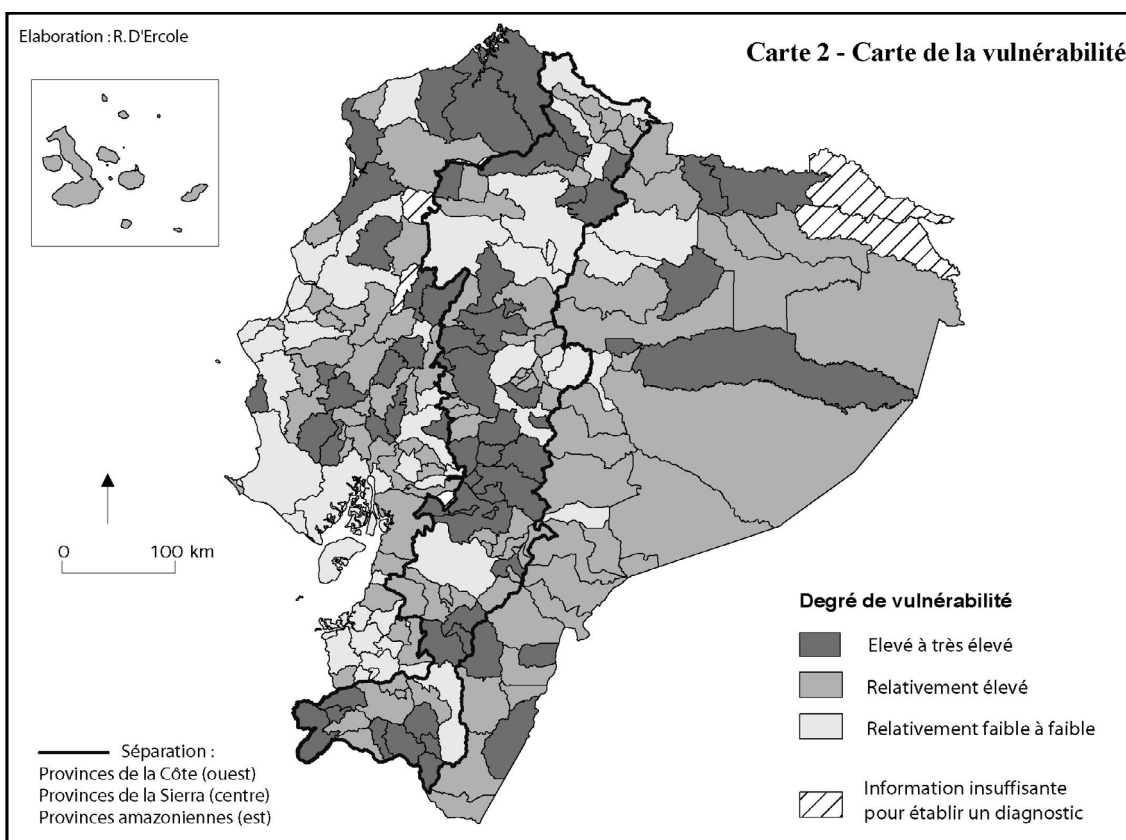 Elaboration : R. D'Ercole
Carte 2 - Carte de la vulnérabilité
0 100 km
Degré de vulnérabilité
Elevé à très élevé
Relativement élevé
Relativement faible à faible
Information insuffisante
pour établir un diagnostic
Séparation :
Provinces de la Côte (ouest)
Provinces de la Sierra (centre)
Provinces amazoniennes (est)